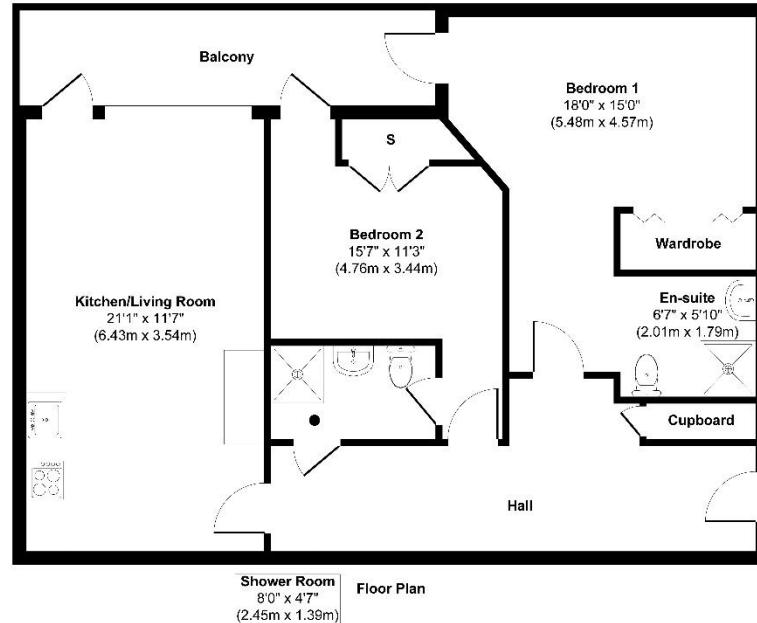 Balcony
Bedroom 1
18'0" x 15'0"
(5.48m x 4.57m)
S
Bedroom 2
15'7" x 11'3"
(4.76m x 3.44m)
Wardrobe
Kitchen/Living Room
21'1" x 11'7"
(6.43m x 3.54m)
En-suite
6'7" x 5'10"
(2.01m x 1.79m)
Cupboard
Hall
Shower Room
8'0" x 4'7"
(2.45m x 1.39m)
Floor Plan